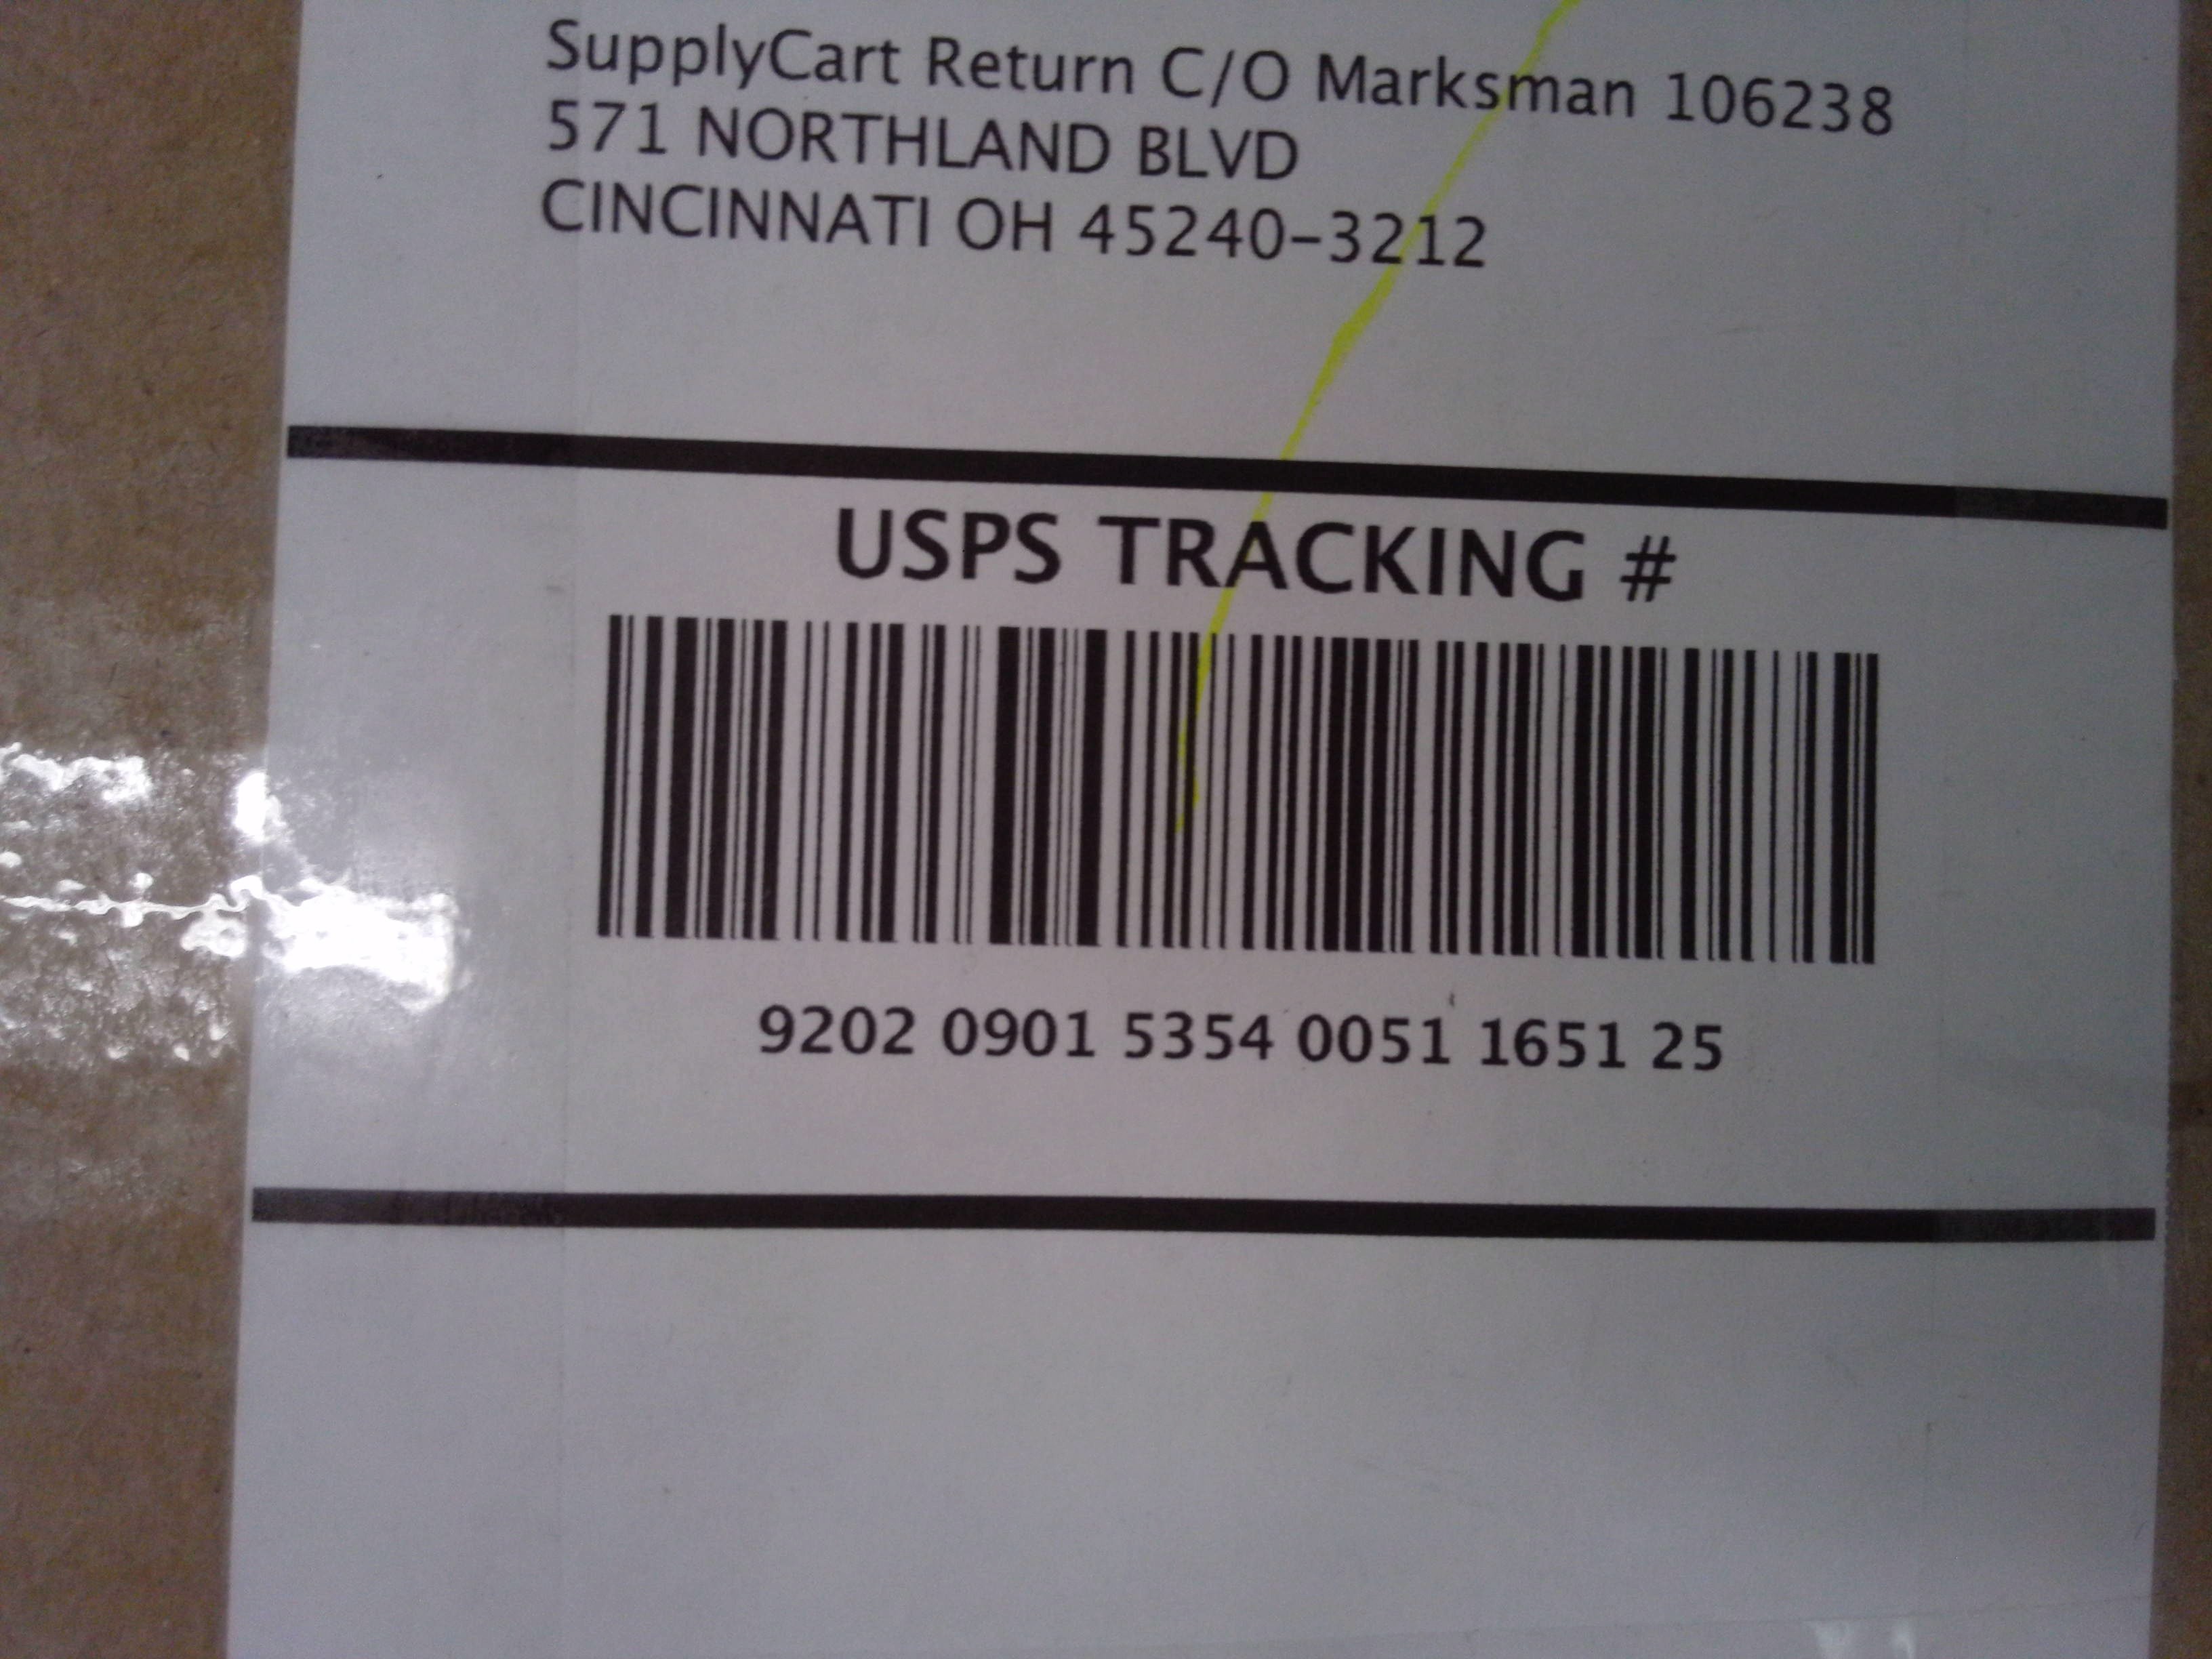 SupplyCart Return C/O Marksman 106238
571 NORTHLAND BLVD
CINCINNATI OH 45240-3212
USPS TRACKING #
9202 0901 5354 0051 1651 25